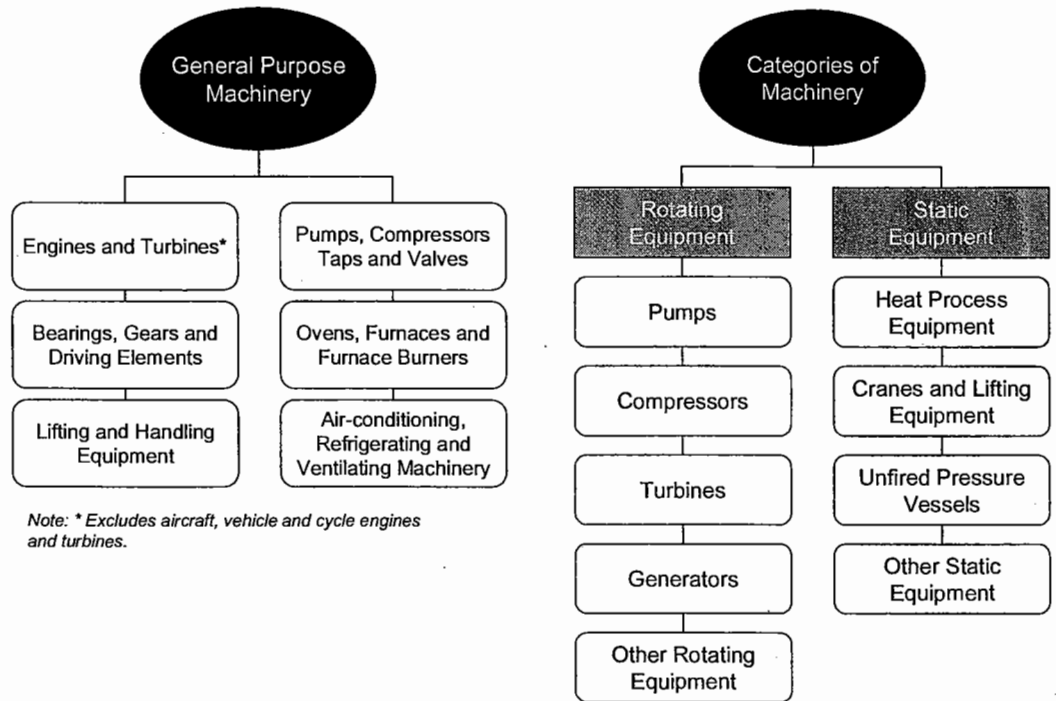 General Purpose
Machinery
Engines and Turbines*
Bearings, Gears and
Driving Elements
Lifting and Handling
Equipment
Pumps, Compressors
Taps and Valves
Ovens, Furnaces and
Furnace Burners
Air-conditioning,
Refrigerating and
Ventilating Machinery
Note: * Excludes aircraft, vehicle and cycle engines
and turbines.
Categories of
Machinery
Rotating
Equipment
Pumps
Compressors
Turbines
Generators
Other Rotating
Equipment
Static
Equipment
Heat Process
Equipment
Cranes and Lifting
Equipment
Unfired Pressure
Vessels
Other Static
Equipment